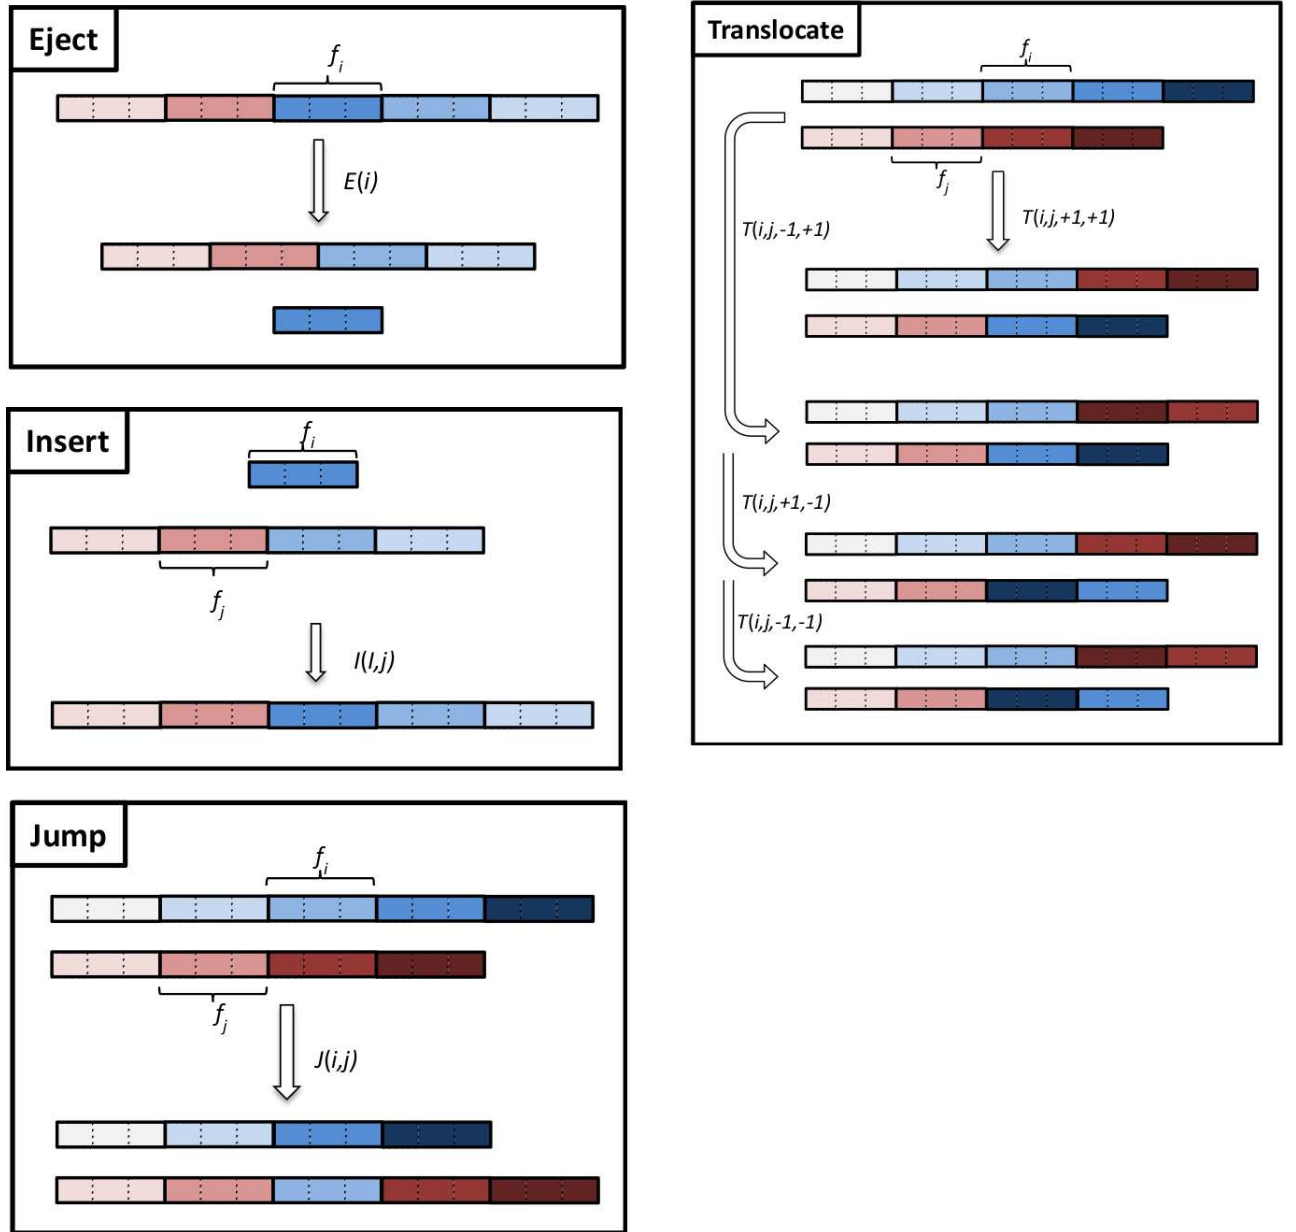 Eject
f_i
E(i)
Insert
f_i
f_j
I(I,j)
Jump
f_i
f_j
J(i,j)
Translocate
f_i
f_j
T(i,j,-1,+1)
T(i,j,+1,+1)
T(i,j,+1,-1)
T(i,j,-1,-1)